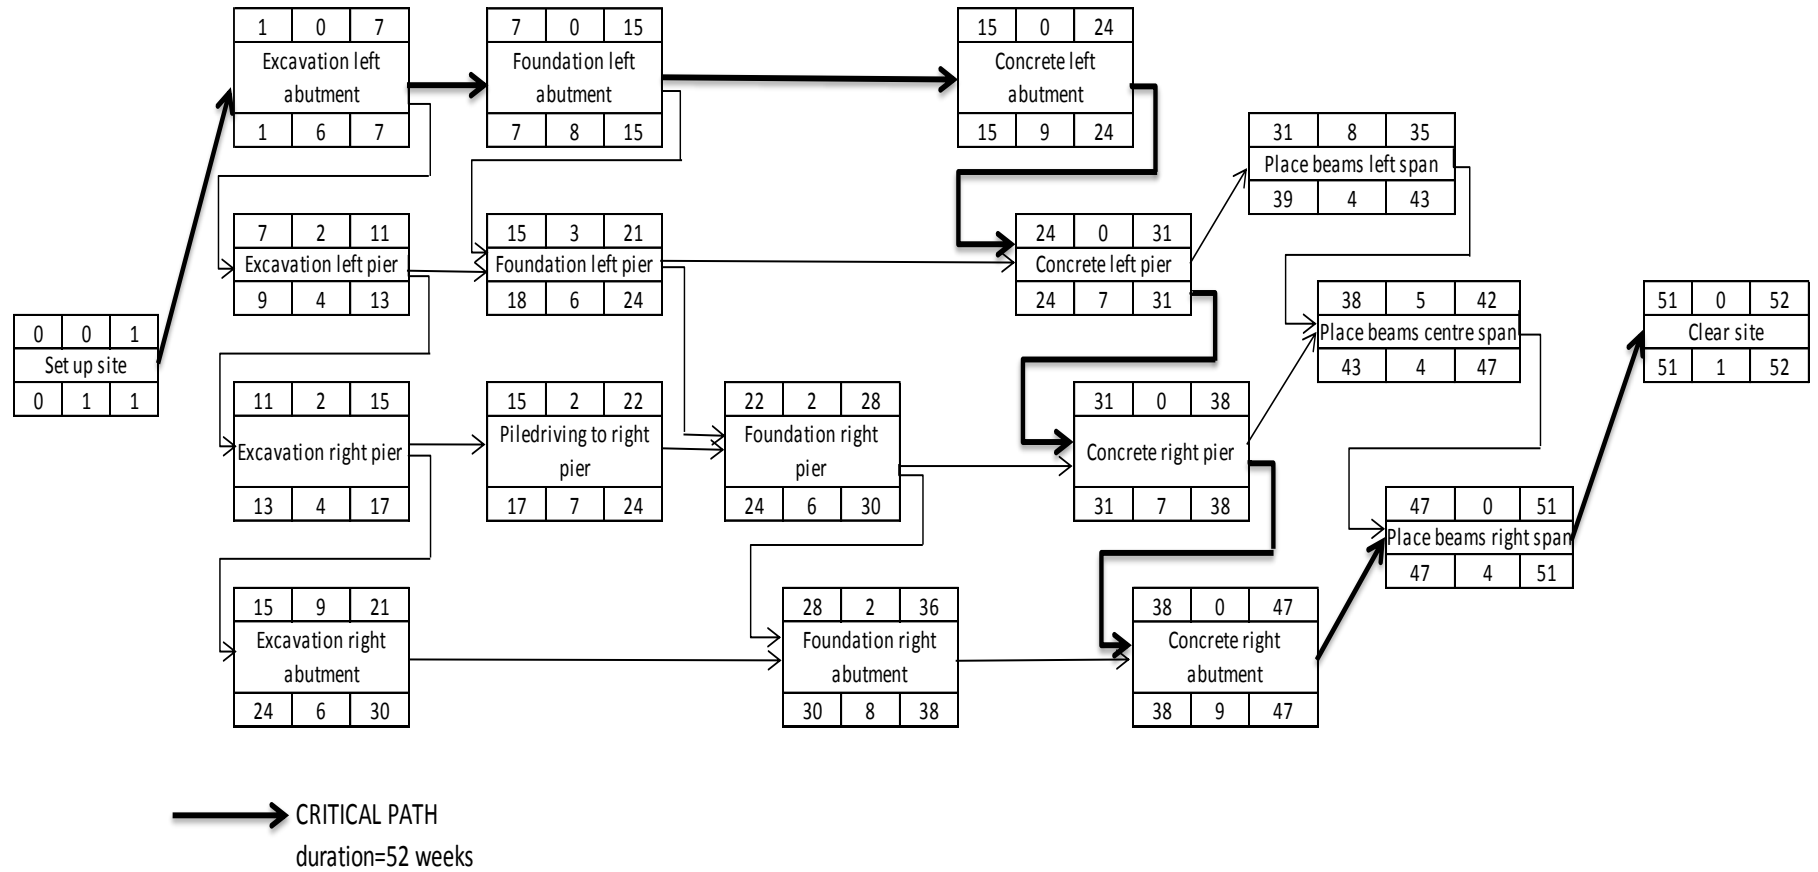 1 0 7
Excavation left
abutment
1 6 7
7 0 15
Foundation left
abutment
7 8 15
15 0 24
Concrete left
abutment
15 9 24
31 8 35
Place beams left span
39 4 43
7 2 11
Excavation left pier
9 4 13
15 3 21
Foundation left pier
18 6 24
24 0 31
Concrete left pier
24 7 31
38 5 42
Place beams centre span
43 4 47
51 0 52
Clear site
51 1 52
0 0 1
Set up site
0 1 1
11 2 15
Excavation right pier
13 4 17
15 2 22
Piledriving to right
pier
17 7 24
22 2 28
Foundation right
pier
24 6 30
31 0 38
Concrete right pier
31 7 38
47 0 51
Place beams right span
47 4 51
15 9 21
Excavation right
abutment
24 6 30
28 2 36
Foundation right
abutment
30 8 38
38 0 47
Concrete right
abutment
38 9 47
CRITICAL PATH
duration=52 weeks